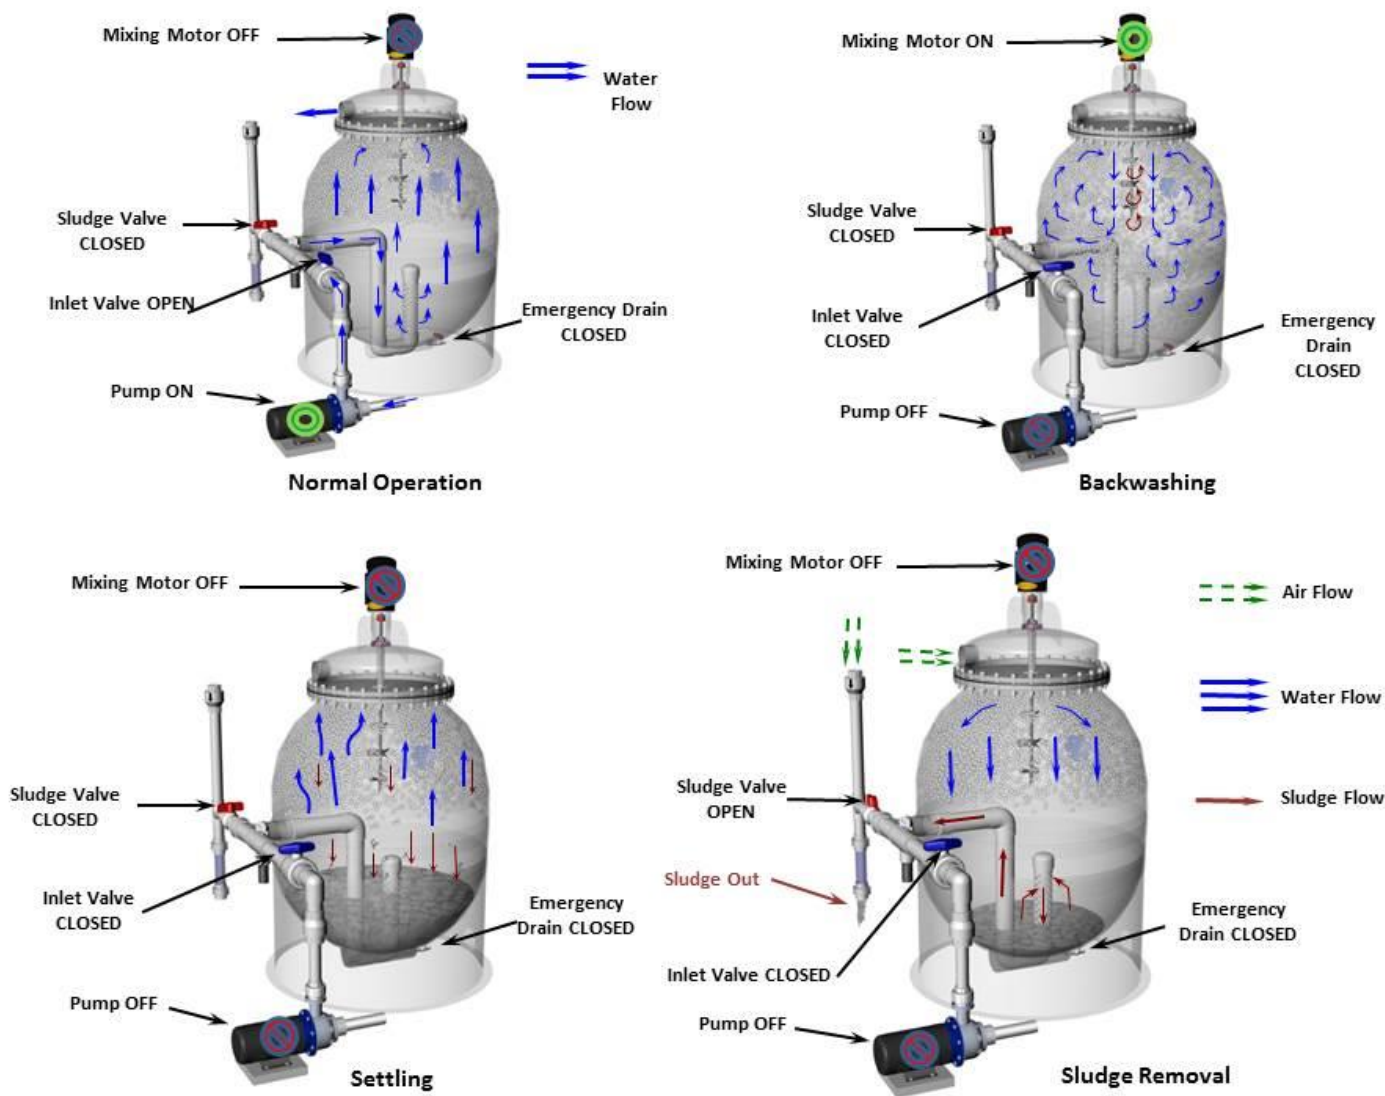 Mixing Motor OFF
Water
Flow
Sludge Valve
CLOSED
Inlet Valve OPEN
Emergency Drain
CLOSED
Pump ON
Normal Operation
Mixing Motor ON
Sludge Valve
CLOSED
Inlet Valve
CLOSED
Emergency
Drain
CLOSED
Pump OFF
Backwashing
Mixing Motor OFF
Sludge Valve
CLOSED
Inlet Valve
CLOSED
Emergency
Drain CLOSED
Pump OFF
Settling
Mixing Motor OFF
Air Flow
Water Flow
Sludge Valve
OPEN
Sludge Flow
Sludge Out
Emergency
Drain CLOSED
Inlet Valve CLOSED
Pump OFF
Sludge Removal